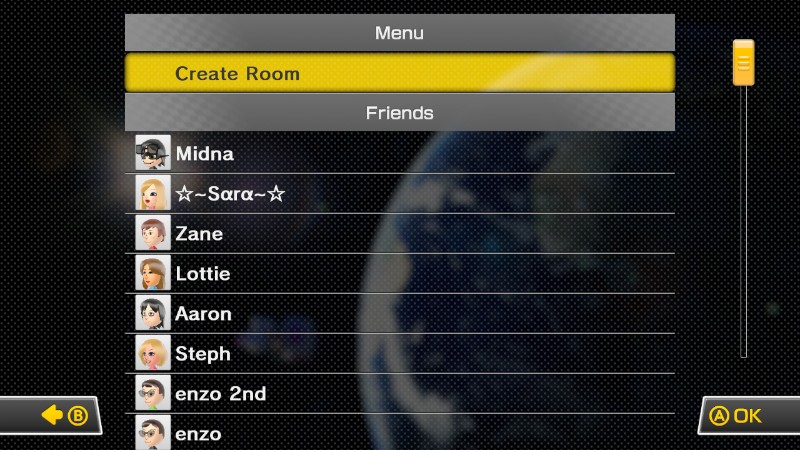 Menu
Create Room
Friends
Midna
☆~Sαrα~☆
Zane
Lottie
Aaron
Steph
enzo 2nd
enzo
B
A OK